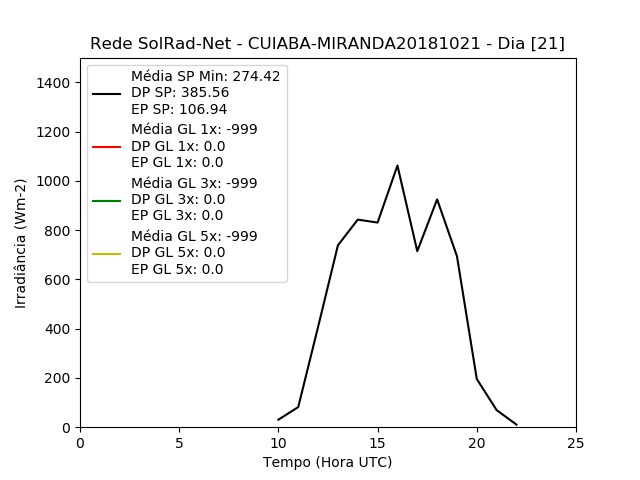 Rede SolRad-Net - CUIABA-MIRANDA20181021 - Dia [21]
Média SP Min: 274.42
DP SP: 385.56
EP SP: 106.94
Média GL 1x: -999
DP GL 1x: 0.0
EP GL 1x: 0.0
Média GL 3x: -999
DP GL 3x: 0.0
EP GL 3x: 0.0
Média GL 5x: -999
DP GL 5x: 0.0
EP GL 5x: 0.0
Irradiância (Wm-2)
1400
1200
1000
800
600
400
200
0
0 5 10 15 20 25
Tempo (Hora UTC)